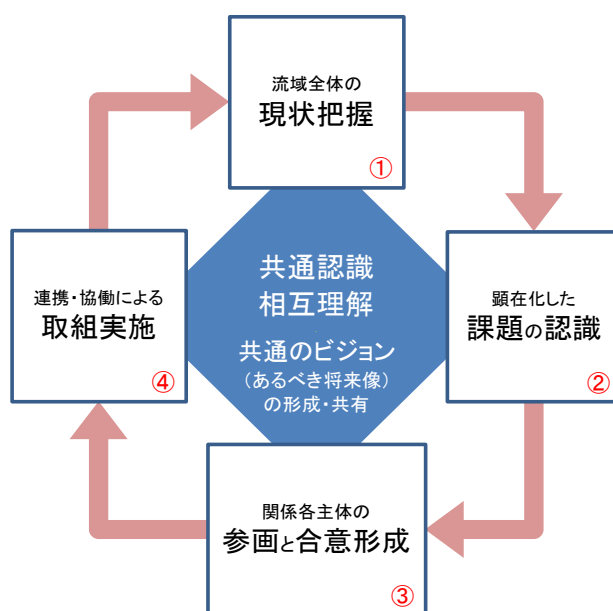 流域全体の
現状把握
①
共通認識
相互理解
共通のビジョン
（あるべき将来像）
の形成・共有
顕在化した
課題の認識
②
関係各主体の
参画と合意形成
③
連携・協働による
取組実施
④